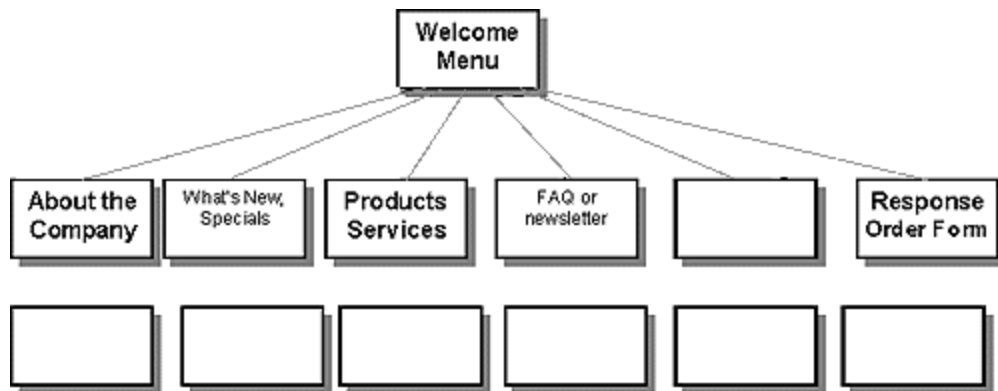 Welcome
Menu
About the
Company
What's New,
Specials
Products
Services
FAQ or
newsletter
Response
Order Form